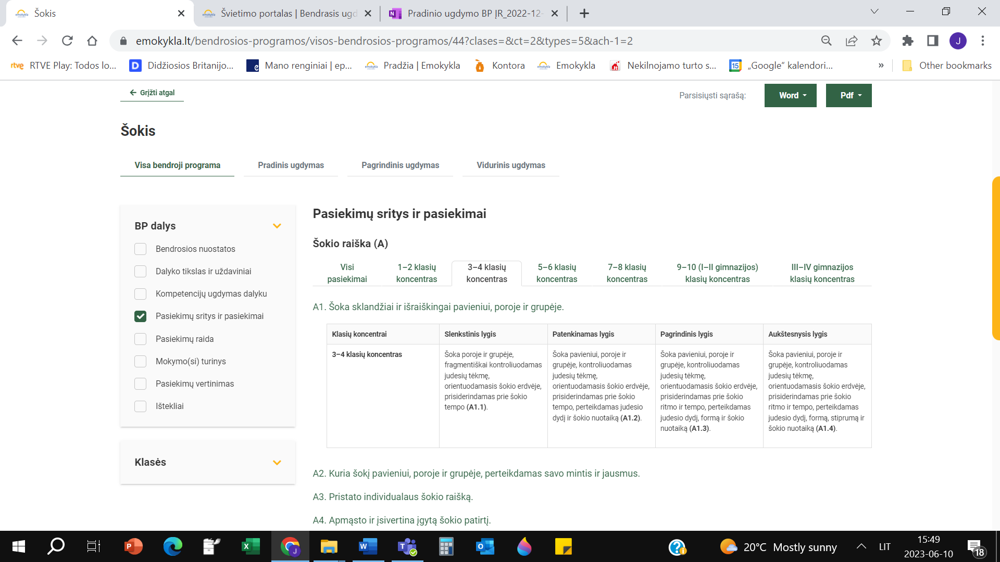 Šokis
Švietimo portalas | Bendrasis ugd
Pradinio ugdymo BP ĮR_2022-12-
emokykla.lt/bendrosios-programos/visos-bendrosios-programos/44?clases=&ct=2&types=5&ach-1=2
J
rtve RTVE Play: Todos lo...
D Didžiosios Britanijo...
Mano renginiai | ep...
Pradžia | Emokykla
Kontora
Emokykla
Nekilnojamo turto s...
15 „Google“ kalendori...
»
Other bookmarks
Grįžti atgal
Parsisiųsti sąrašą:
Word
Pdf
Šokis
Visa bendroji programa
Pradinis ugdymas
Pagrindinis ugdymas
Vidurinis ugdymas
BP dalys
Bendrosios nuostatos
Dalyko tikslas ir uždaviniai
Kompetencijų ugdymas dalyku
Pasiekimų sritys ir pasiekimai
Pasiekimų raida
Mokymo(si) turinys
Pasiekimų vertinimas
Ištekliai
Klasės
Pasiekimų sritys ir pasiekimai
Šokio raiška (A)
Visi
pasiekimai
1–2 klasių
koncentras
3–4 klasių
koncentras
5–6 klasių
koncentras
7–8 klasių
koncentras
9–10 (I–II gimnazijos)
klasių koncentras
III–IV gimnazijos
klasių koncentras
A1. Šoka sklandžiai ir išraiškingai pavieniui, poroje ir grupėje.
Klasių koncentrai
Slenkstinis lygis
Patenkinamas lygis
Pagrindinis lygis
Aukštesnysis lygis
3–4 klasių koncentras
Šoka poroje ir grupėje,
fragmentiškai kontroliuodamas
judesių tėkmę,
orientuodamasis šokio erdvėje,
prisiderindamas prie šokio
tempo (A1.1).
Šoka pavieniui, poroje ir
grupėje, kontroliuodamas
judesių tėkmę,
orientuodamasis šokio erdvėje,
prisiderindamas prie šokio
tempo, perteikdamas judesio
dydį ir šokio nuotaiką (A1.2).
Šoka pavieniui, poroje ir
grupėje, kontroliuodamas
judesių tėkmę,
orientuodamasis šokio erdvėje,
prisiderindamas prie šokio
ritmo ir tempo, perteikdamas
judesio dydį, formą ir šokio
nuotaiką (A1.3).
Šoka pavieniui, poroje ir
grupėje, kontroliuodamas
judesių tėkmę,
orientuodamasis šokio erdvėje,
prisiderindamas prie šokio
ritmo ir tempo, perteikdamas
judesio dydį, formą, stiprumą ir
šokio nuotaiką (A1.4).
A2. Kuria šokį pavieniui, poroje ir grupėje, perteikdamas savo mintis ir jausmus.
A3. Pristato individualaus šokio raišką.
A4. Apmąsto ir įsivertina įgytą šokio patirtį.
20°C Mostly sunny
LIT
15:49
2023-06-10
18